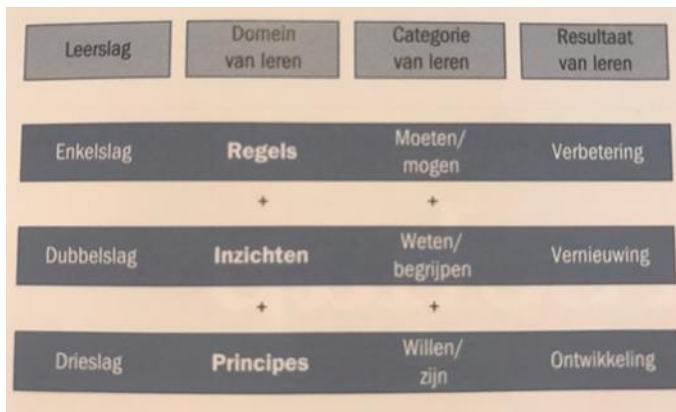 Leerslag
Domein
van leren
Categorie
van leren
Resultaat
van leren
Enkelslag
Regels
Moeten/
mogen
Verbetering
+
+
Dubbelslag
Inzichten
Weten/
begrijpen
Vernieuwing
+
+
Drieslag
Principes
Willen/
zijn
Ontwikkeling